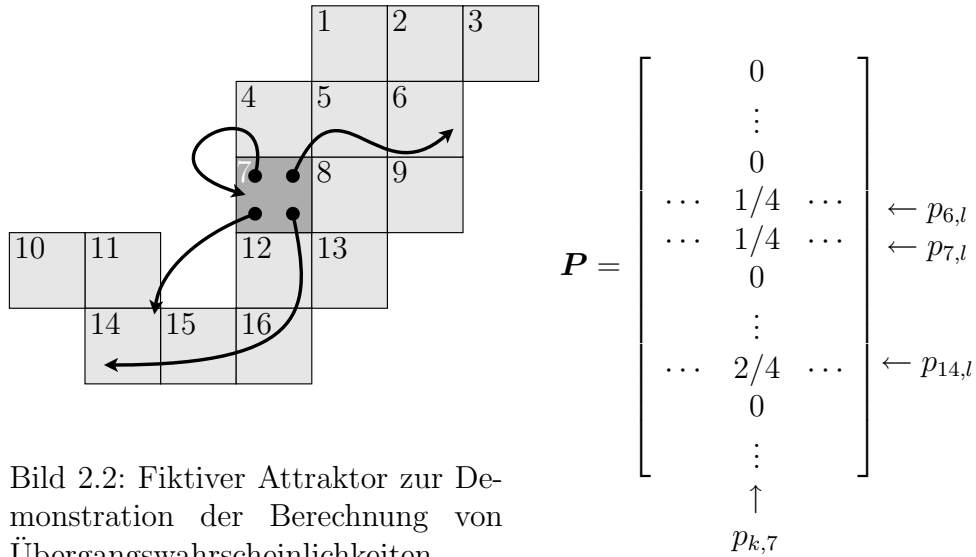 1 2 3
4 5 6
7 8 9
10 11 12 13
14 15 16
P =
0
⋮
0
⋯ 1/4 ⋯ ← p6,l
⋯ 1/4 ⋯ ← p7,l
0
⋮
⋯ 2/4 ⋯ ← p14,l
0
⋮
↑
pk,7
Bild 2.2: Fiktiver Attraktor zur De-
monstration der Berechnung von
Übergangswahrscheinlichkeiten